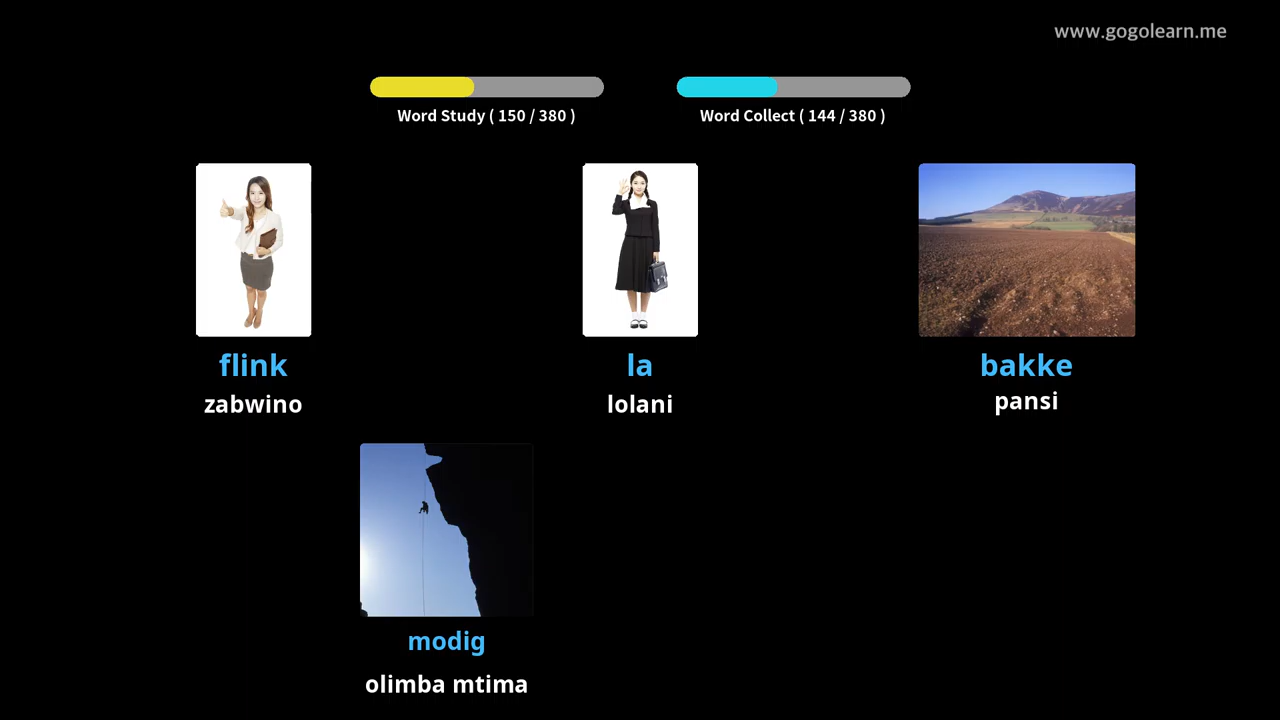 www.gogolearn.me
Word Study ( 150 / 380 )
Word Collect ( 144 / 380 )
flink
zabwino
la
lolani
bakke
pansi
modig
olimba mtima